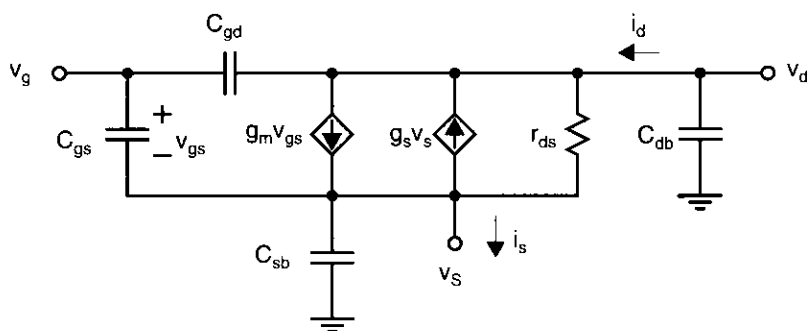 C_gd
i_d
v_g
v_d
+
C_gs
− v_gs
g_m v_gs
g_s v_s
r_ds
C_db
C_sb
i_s
v_S